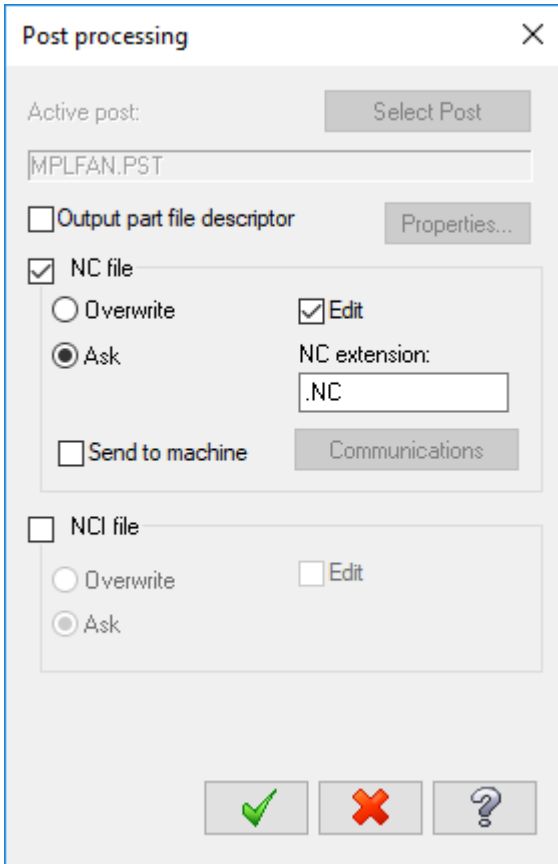 Post processing
Active post:
Select Post
MPLFAN.PST
Output part file descriptor
Properties...
NC file
Overwrite
Edit
Ask
NC extension:
.NC
Send to machine
Communications
NCI file
Overwrite
Edit
Ask